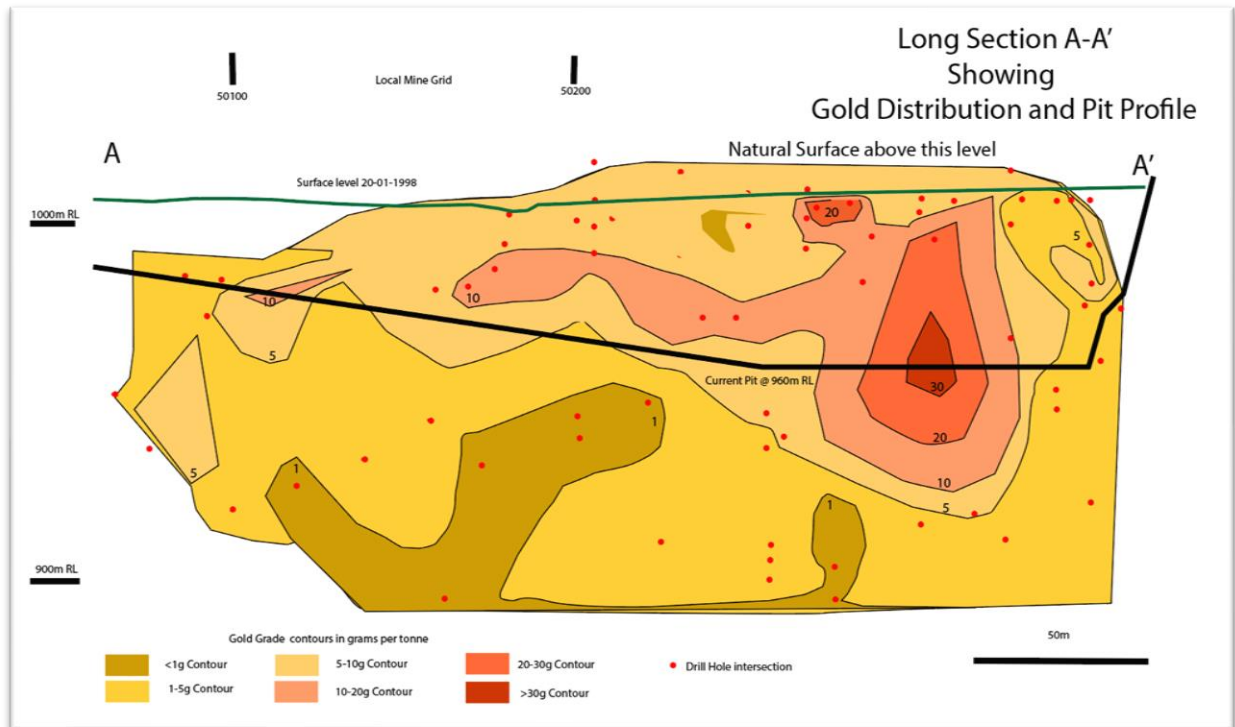 Long Section A-A’
Showing
Gold Distribution and Pit Profile
Local Mine Grid
50100
50200
Natural Surface above this level
A
A’
Surface level 20-01-1998
1000m RL
20
5
10
10
5
Current Pit @ 960m RL
30
20
1
5
1
10
5
1
900m RL
Gold Grade contours in grams per tonne
50m
<1g Contour
5-10g Contour
20-30g Contour
Drill Hole intersection
1-5g Contour
10-20g Contour
>30g Contour